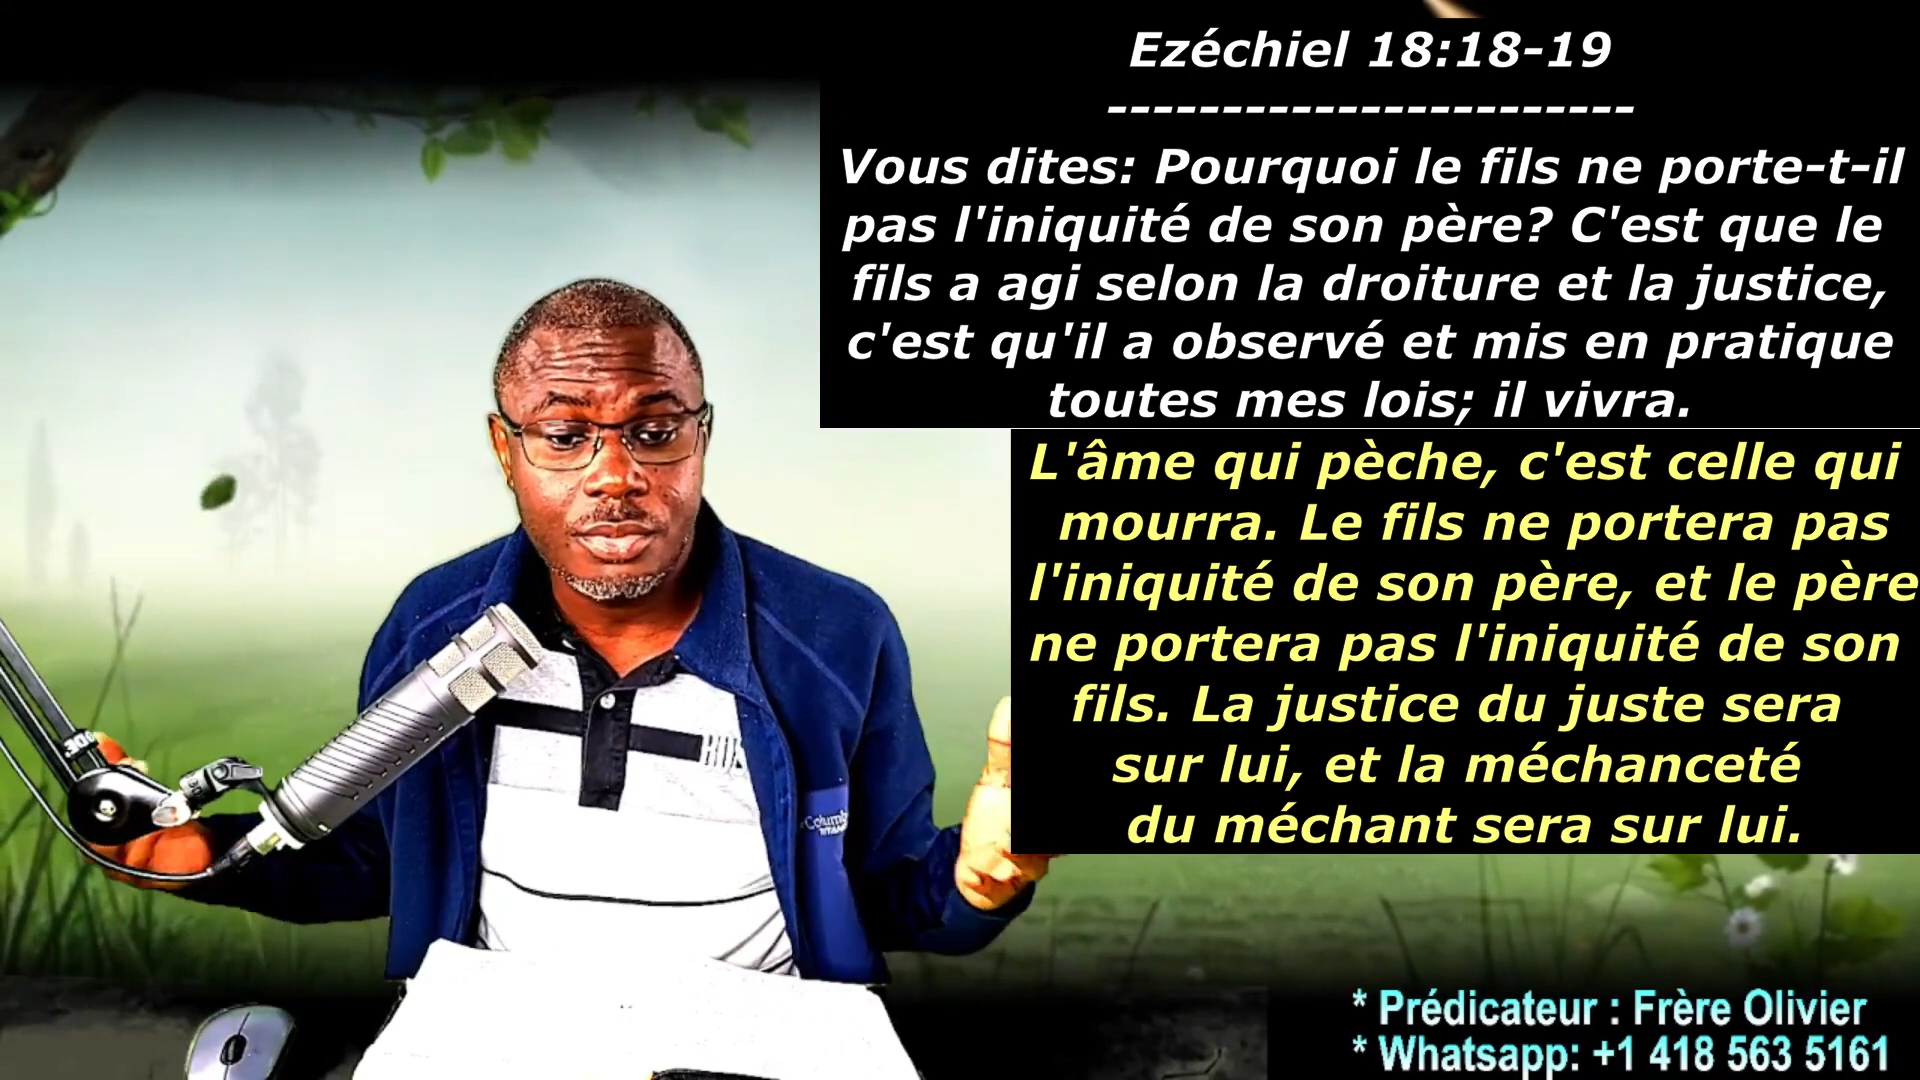 Ezéchiel 18:18-19
-----------------------
Vous dites: Pourquoi le fils ne porte-t-il
pas l'iniquité de son père? C'est que le
fils a agi selon la droiture et la justice,
c'est qu'il a observé et mis en pratique
toutes mes lois; il vivra.
L'âme qui pèche, c'est celle qui
mourra. Le fils ne portera pas
l'iniquité de son père, et le père
ne portera pas l'iniquité de son
fils. La justice du juste sera
sur lui, et la méchanceté
du méchant sera sur lui.
* Prédicateur : Frère Olivier
* Whatsapp: +1 418 563 5161